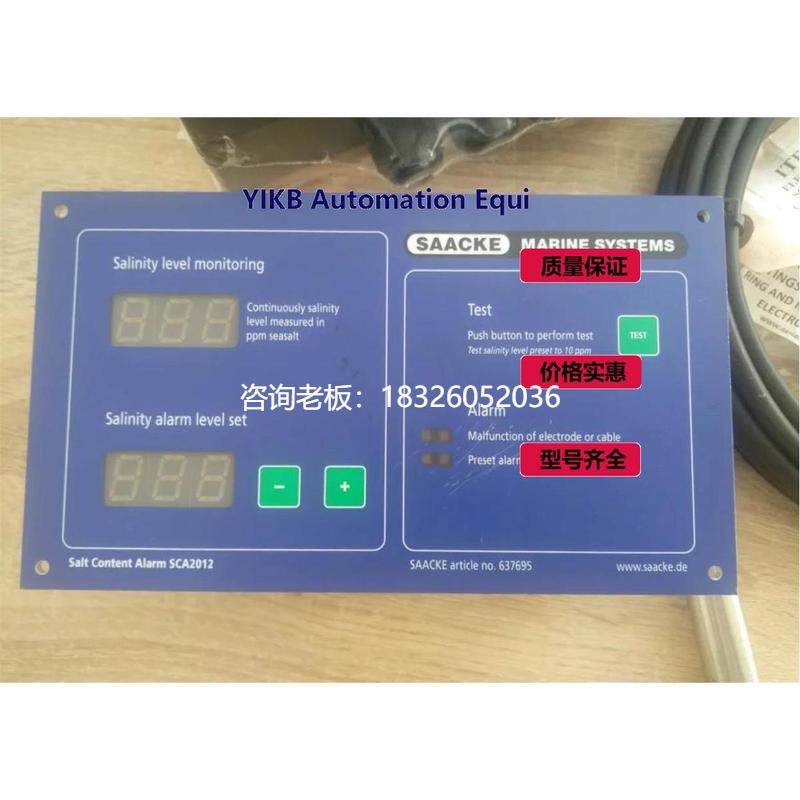 YIKB Automation Equi
SAACKE MARINE SYSTEMS
质量保证
Salinity level monitoring
Continuously salinity
level measured in
ppm seasalt
Test
Push button to perform test
Test salinity level preset to 10 ppm
TEST
价格实惠
咨询老板：18326052036
Salinity alarm level set
Alarm
Malfunction of electrode or cable
Preset alarm
型号齐全
- +
Salt Content Alarm SCA2012
SAACKE article no. 637695
www.saacke.de
RING AND
ELECTRO